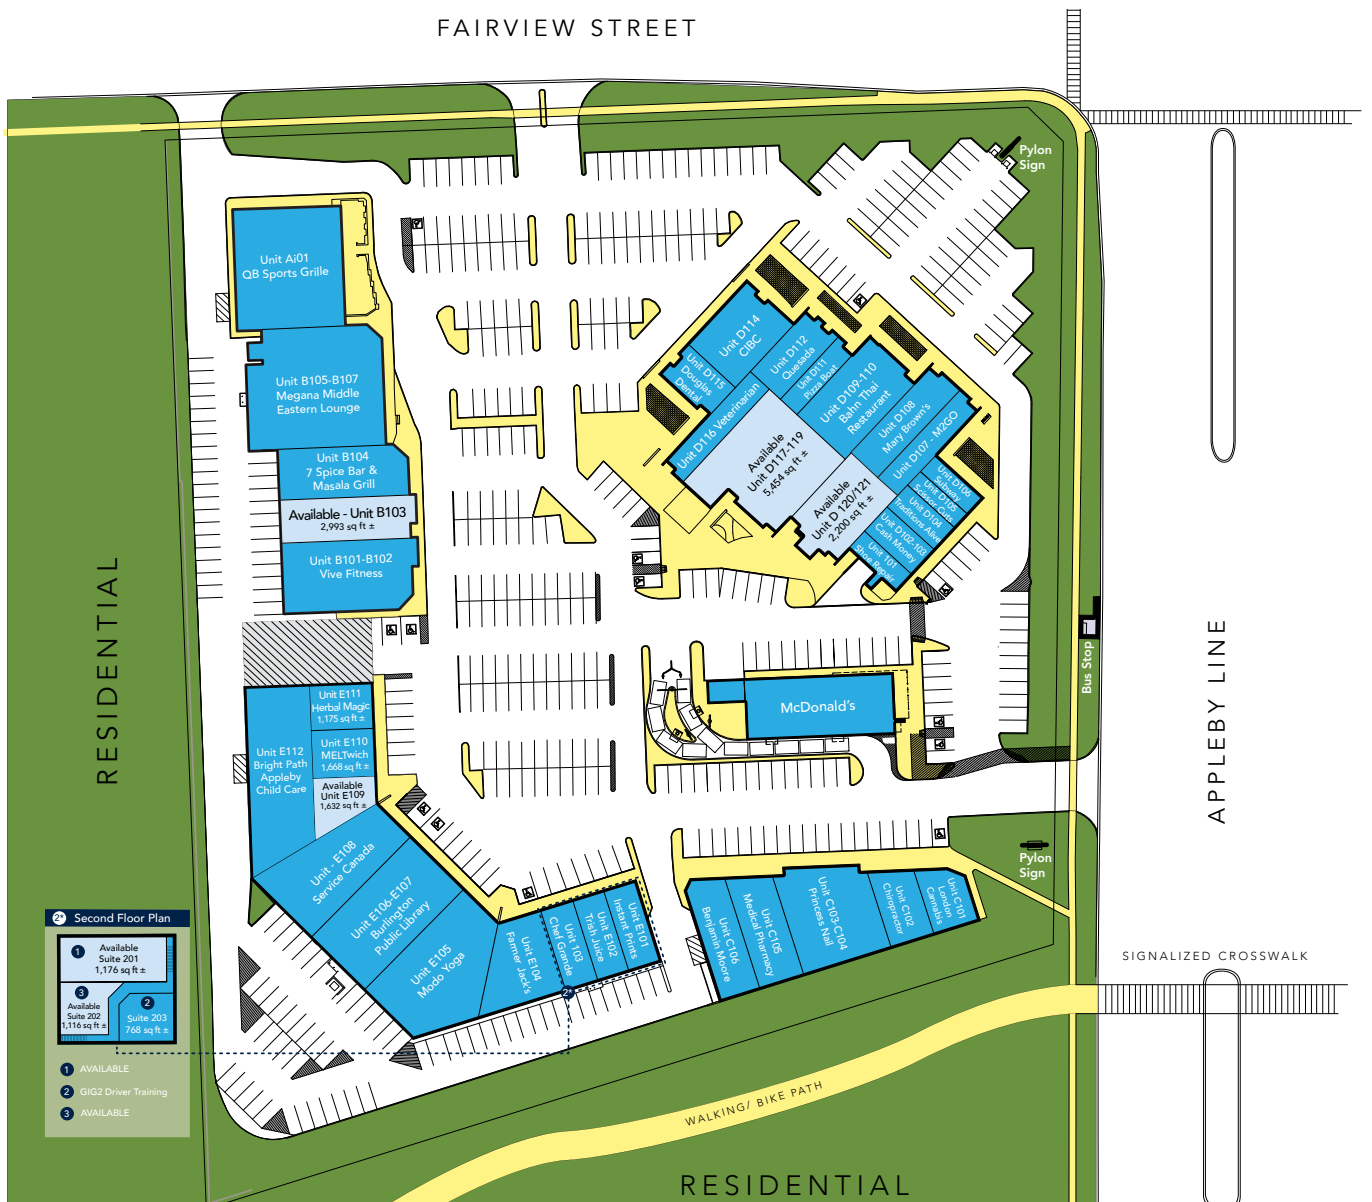 FAIRVIEW STREET
Pylon
Sign
Unit Ai01
QB Sports Grille
Unit B105-B107
Megana Middle
Eastern Lounge
Unit B104
7 Spice Bar &
Masala Grill
Available - Unit B103
2,993 sq ft ±
Unit B101-B102
Vive Fitness
Unit D114
CIBC
Unit D115
Douglas
Dental
Unit D112
Quesada
Unit D111
Pizza Boat
Unit D116 Veterinarian
Unit D109-110
Bahn Thai
Restaurant
Unit D108
Mary Brown's
Unit D107 - M2GO
Available
Unit D117-119
5,454 sq ft ±
Available
Unit D 120/121
2,200 sq ft ±
Unit D106
Subway
Unit D105
Scissor Cuts
Unit D104
Traditions Alive
Unit D102-103
Cash Money
Unit 101
Shoe Repair
RESIDENTIAL
Bus Stop
APPLEBY LINE
McDonald's
Unit E111
Herbal Magic
1,175 sq ft ±
Unit E110
MELTwich
1,668 sq ft ±
Available
Unit E109
1,632 sq ft ±
Unit E112
Bright Path
Appleby
Child Care
Unit - E108
Service Canada
Unit E106-E107
Burlington
Public Library
Unit E105
Modo Yoga
Unit E104
Farmer Jack's
Unit 103
Chef Grande
Unit E102
Trish Juice
Unit E101
Instant Prints
2*
Unit C106
Benjamin Moore
Unit C105
Medical Pharmacy
Unit C103-C104
Princess Nail
Unit C102
Chiropractor
Unit C101
London
Cannabis
Pylon
Sign
SIGNALIZED CROSSWALK
2* Second Floor Plan
1
Available
Suite 201
1,176 sq ft ±
3
Available
Suite 202
1,116 sq ft ±
2
Suite 203
768 sq ft ±
1 AVAILABLE
2 GIG2 Driver Training
3 AVAILABLE
WALKING/ BIKE PATH
RESIDENTIAL